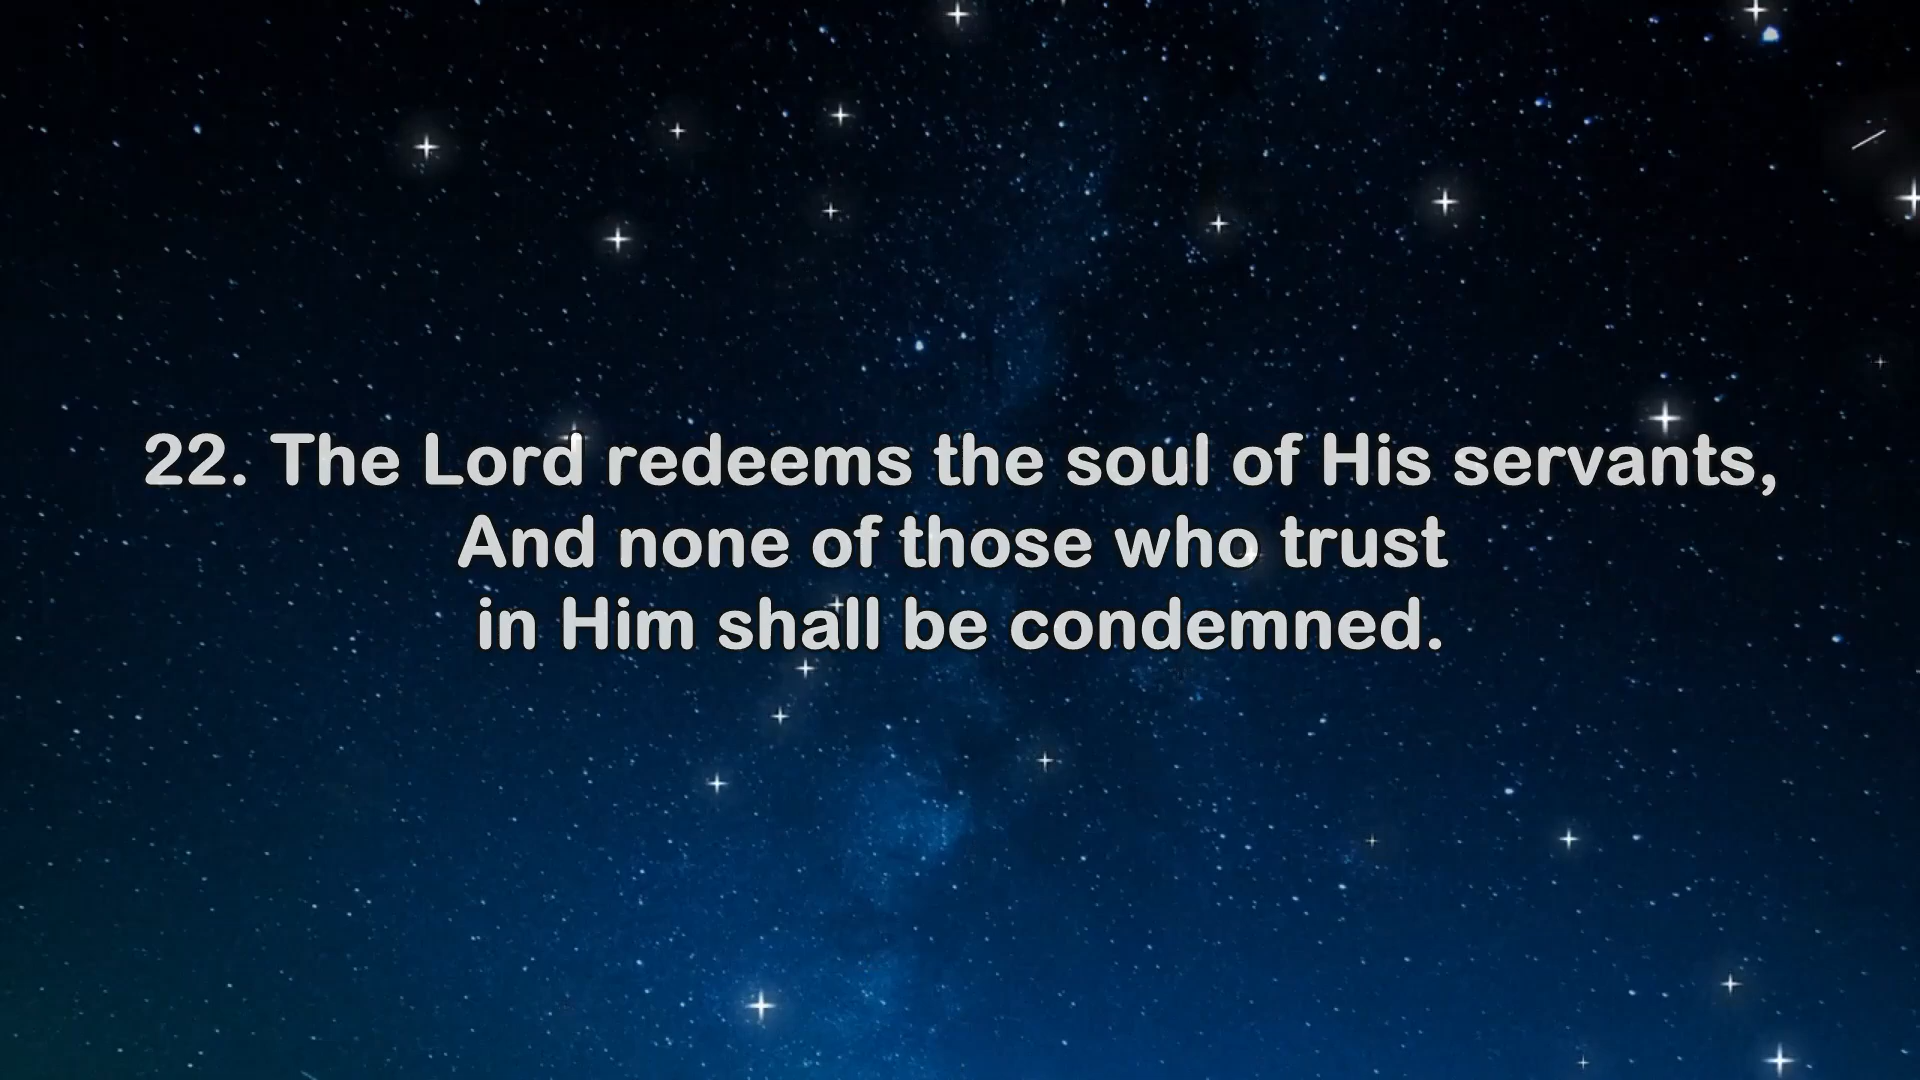 22. The Lord redeems the soul of His servants,
And none of those who trust
in Him shall be condemned.